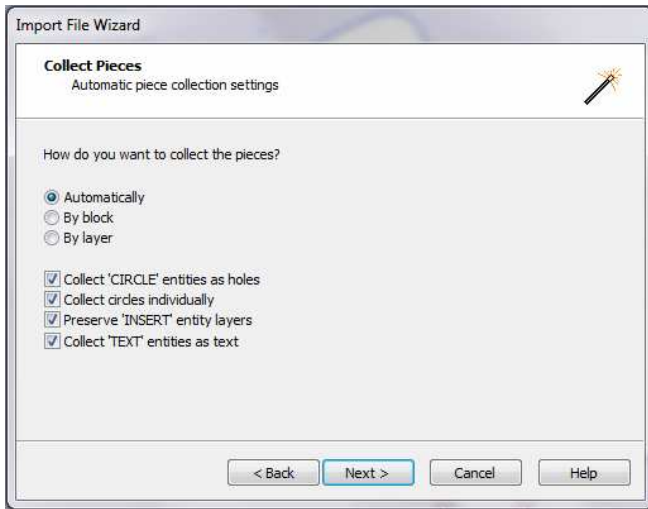 Import File Wizard
Collect Pieces
Automatic piece collection settings
How do you want to collect the pieces?
Automatically
By block
By layer
Collect 'CIRCLE' entities as holes
Collect circles individually
Preserve 'INSERT' entity layers
Collect 'TEXT' entities as text
< Back Next > Cancel Help